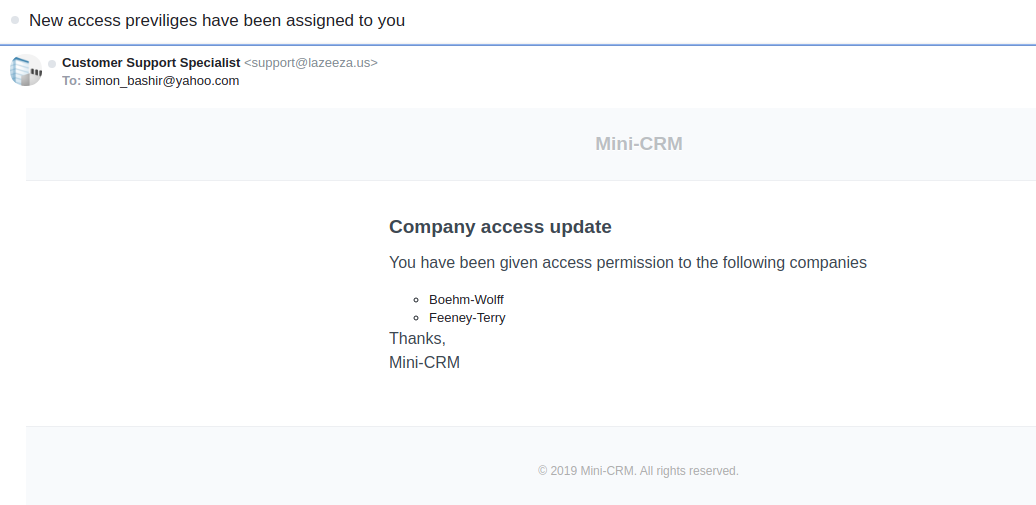 New access previliges have been assigned to you
Customer Support Specialist <support@lazeeza.us>
To: simon_bashir@yahoo.com
Mini-CRM
Company access update
You have been given access permission to the following companies
Boehm-Wolff
Feeney-Terry
Thanks,
Mini-CRM
© 2019 Mini-CRM. All rights reserved.